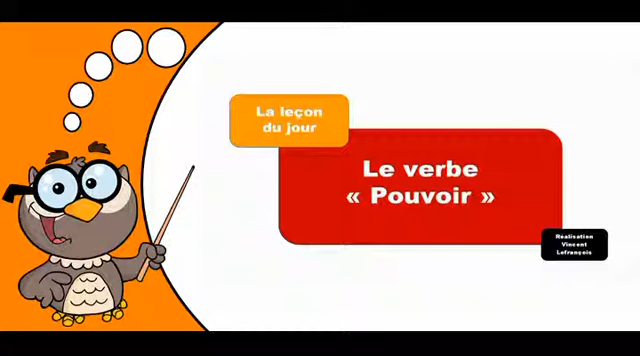 La leçon
du jour
Le verbe
« Pouvoir »
Réalisation
Vincent
Lefrançois